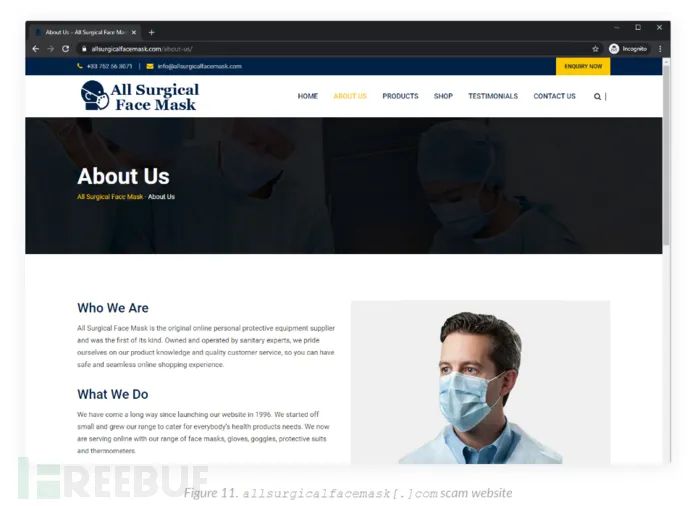 About Us - All Surgical Face Mas
allsurgicalfacemask.com/about-us/
Incognito
+33 762 56 8071 | info@allsurgicalfacemask.com
ENQUIRY NOW
All Surgical
Face Mask
HOME ABOUT US PRODUCTS SHOP TESTIMONIALS CONTACT US
About Us
All Surgical Face Mask - About Us
Who We Are
All Surgical Face Mask is the original online personal protective equipment supplier
and was the first of its kind. Owned and operated by sanitary experts, we pride
ourselves on our product knowledge and quality customer service, so you can have
safe and seamless online shopping experience.
What We Do
We have come a long way since launching our website in 1996. We started off
small and grew our range to cater for everybody's health products needs. We now
are serving online with our range of face masks, gloves, goggles, protective suits
and thermometers.
FREEBUF
Figure 11. allsurgicalfacemask[.]com scam website